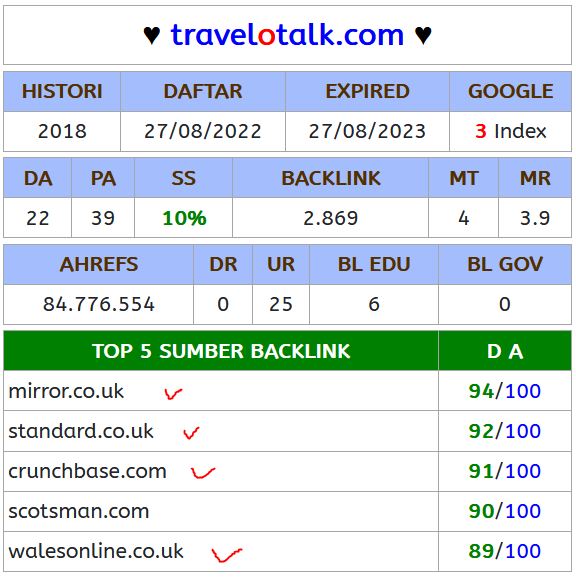 ♥ travelotalk.com ♥
HISTORI DAFTAR EXPIRED GOOGLE
2018 27/08/2022 27/08/2023 3 Index
DA PA SS BACKLINK MT MR
22 39 10% 2.869 4 3.9
AHREFS DR UR BL EDU BL GOV
84.776.554 0 25 6 0
TOP 5 SUMBER BACKLINK D A
mirror.co.uk 94/100
standard.co.uk 92/100
crunchbase.com 91/100
scotsman.com 90/100
walesonline.co.uk 89/100